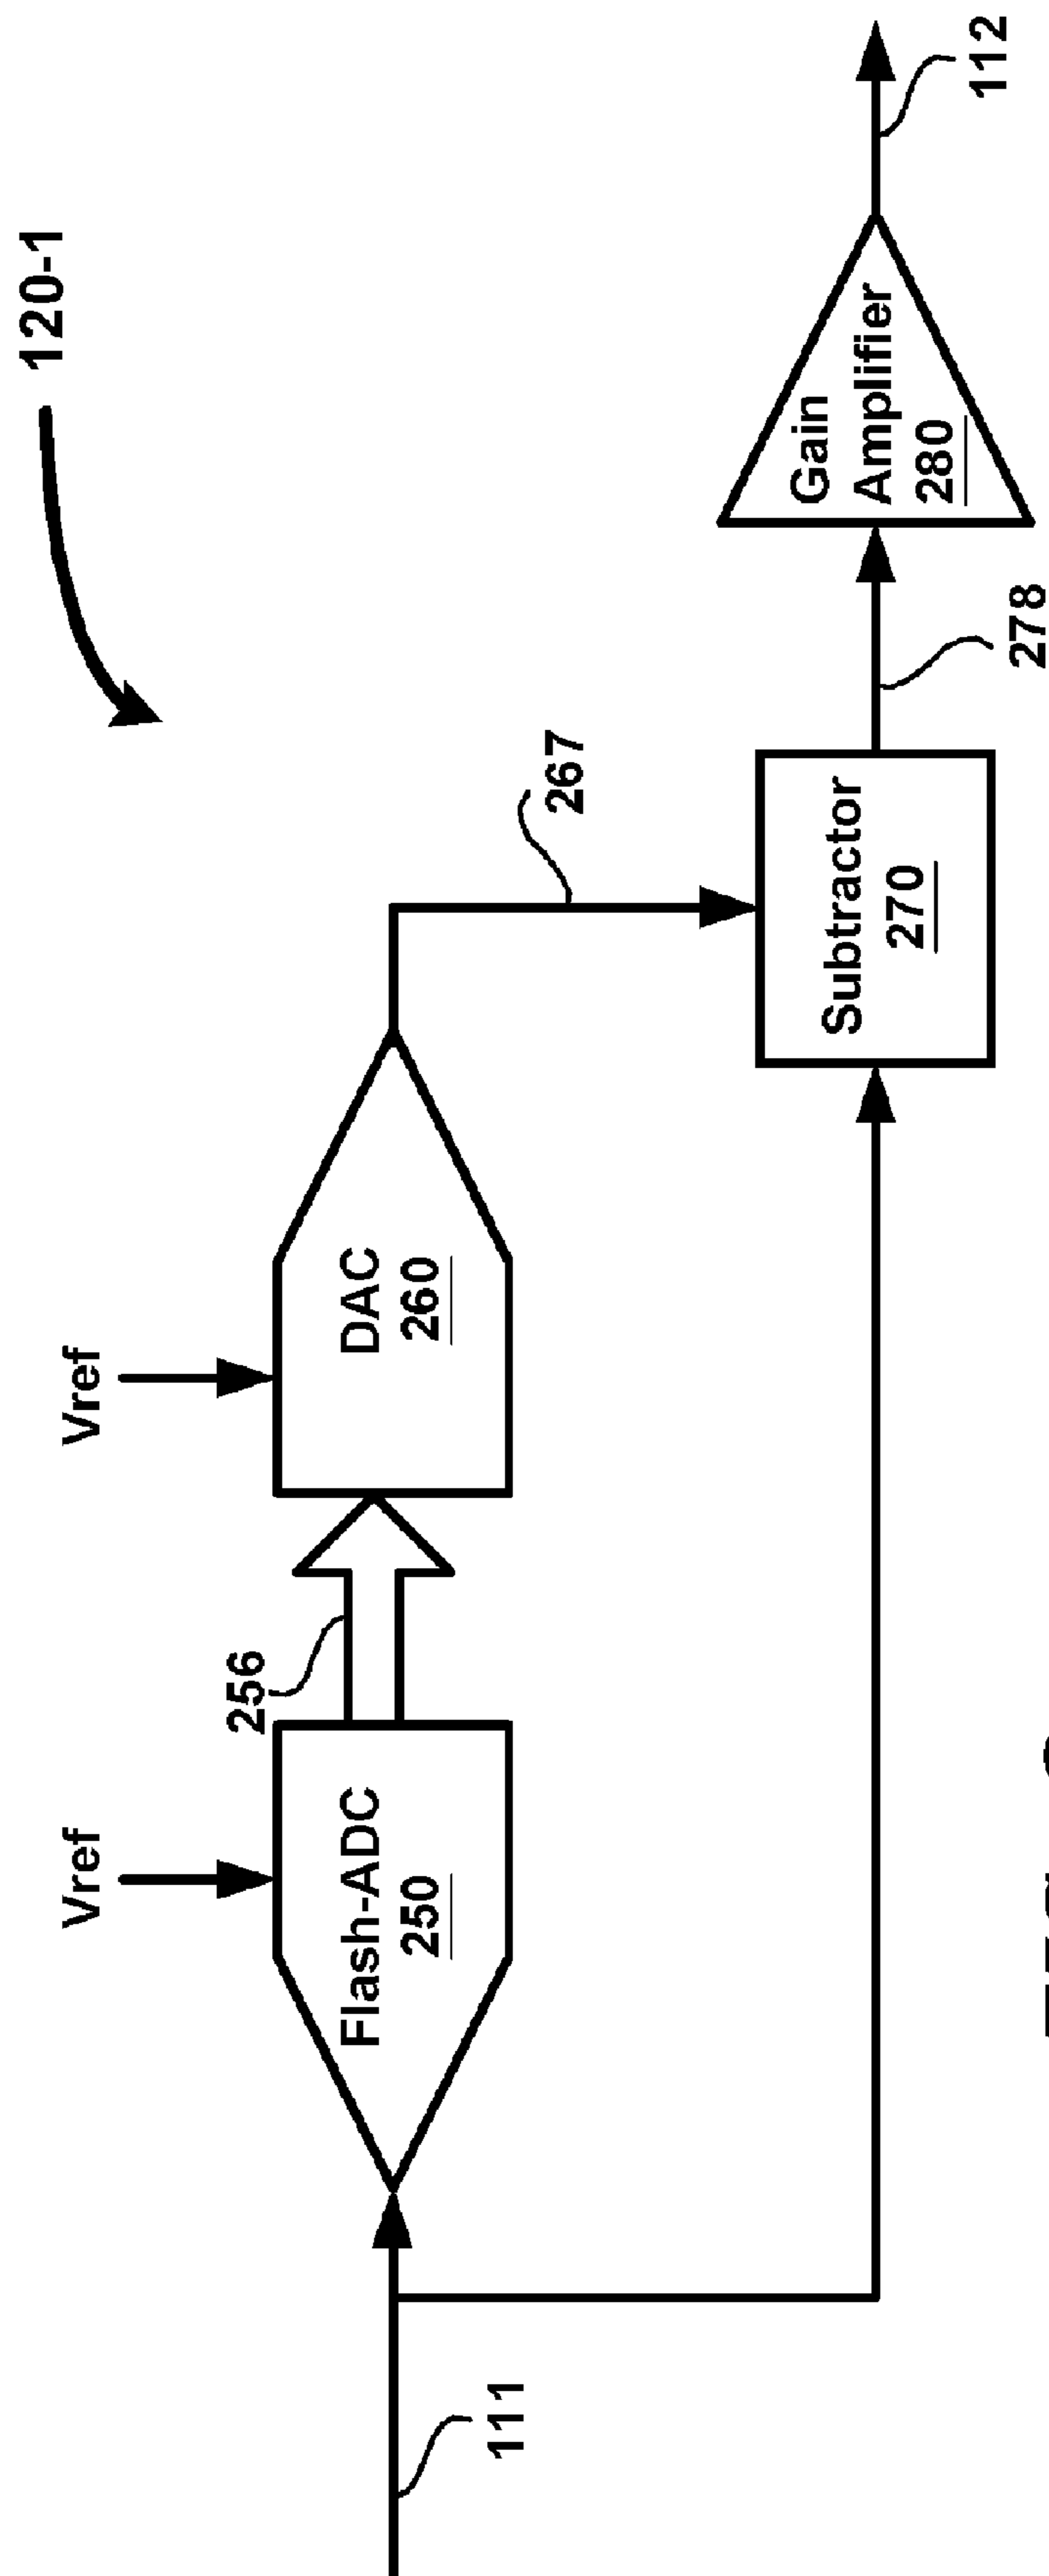 120-1
Vref
Vref
Flash-ADC
250
256
DAC
260
267
111
Subtractor
270
278
Gain
Amplifier
280
112